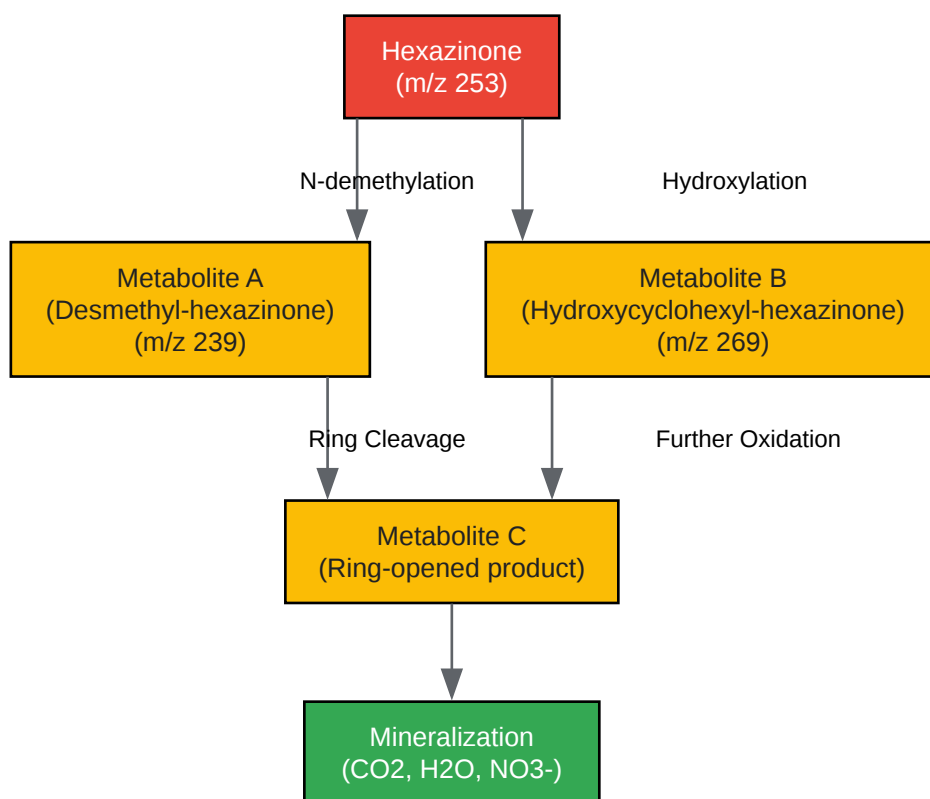 Hexazinone
(m/z 253)
N-demethylation
Hydroxylation
Metabolite A
(Desmethyl-hexazinone)
(m/z 239)
Metabolite B
(Hydroxycyclohexyl-hexazinone)
(m/z 269)
Ring Cleavage
Further Oxidation
Metabolite C
(Ring-opened product)
Mineralization
(CO2, H2O, NO3-)